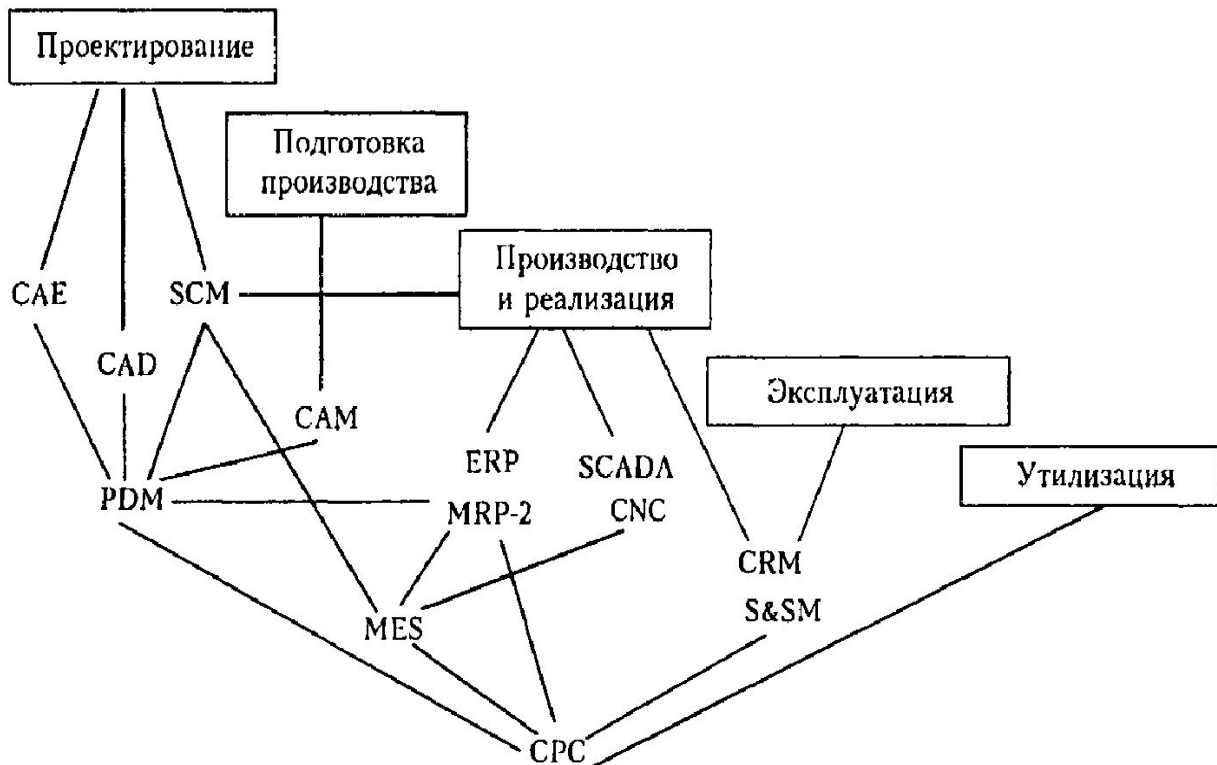 Проектирование
Подготовка
производства
Производство
и реализация
CAE
SCM
CAD
Эксплуатация
CAM
ERP
SCADA
Утилизация
PDM
MRP-2
CNC
CRM
S&SM
MES
CPC